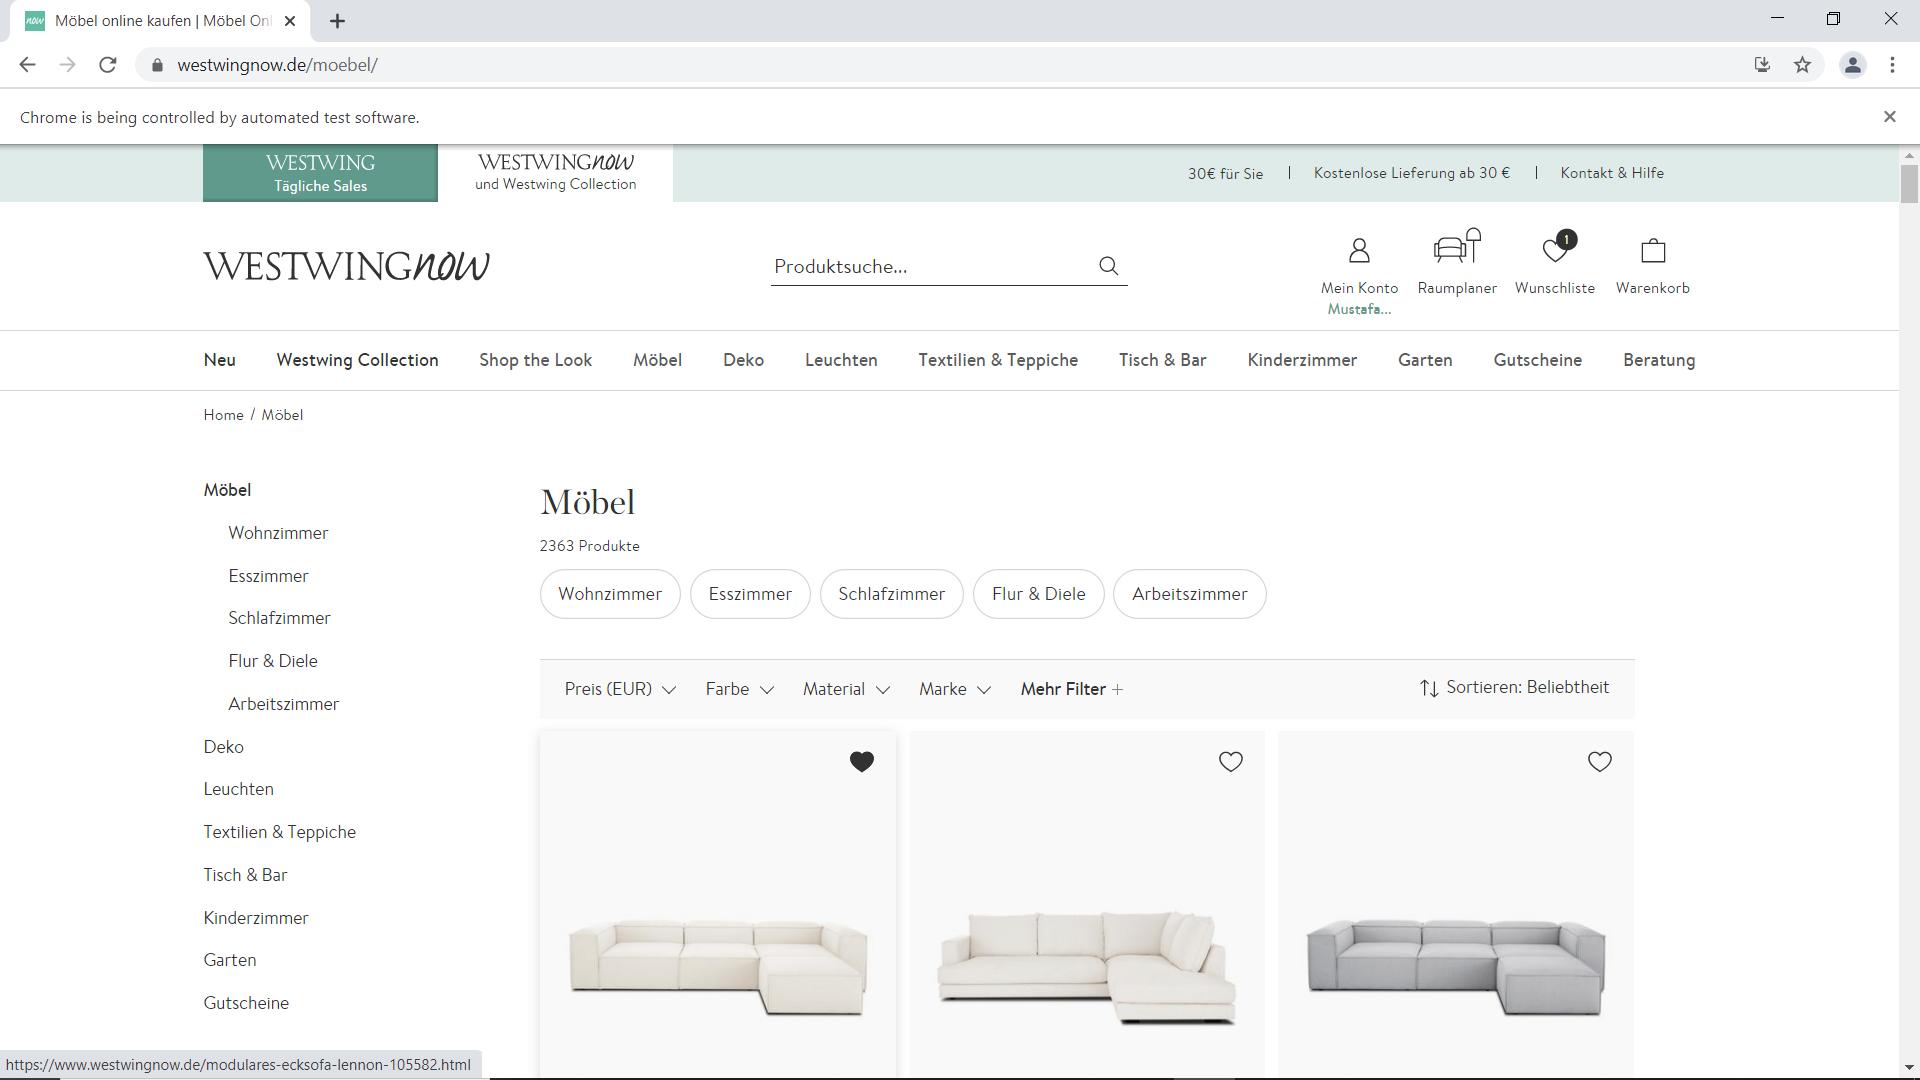 now
Möbel online kaufen | Möbel Onl
westwingnow.de/moebel/
Chrome is being controlled by automated test software.
WESTWING
Tägliche Sales
WESTWINGnow
und Westwing Collection
30€ für Sie
Kostenlose Lieferung ab 30 €
Kontakt & Hilfe
WESTWINGnow
Produktsuche...
Mein Konto
Mustafa...
Raumplaner
1
Wunschliste
Warenkorb
Neu
Westwing Collection
Shop the Look
Möbel
Deko
Leuchten
Textilien & Teppiche
Tisch & Bar
Kinderzimmer
Garten
Gutscheine
Beratung
Home / Möbel
Möbel
Wohnzimmer
Esszimmer
Schlafzimmer
Flur & Diele
Arbeitszimmer
Deko
Leuchten
Textilien & Teppiche
Tisch & Bar
Kinderzimmer
Garten
Gutscheine
Möbel
2363 Produkte
Wohnzimmer
Esszimmer
Schlafzimmer
Flur & Diele
Arbeitszimmer
Preis (EUR)
Farbe
Material
Marke
Mehr Filter +
Sortieren: Beliebtheit
https://www.westwingnow.de/modulares-ecksofa-lennon-105582.html